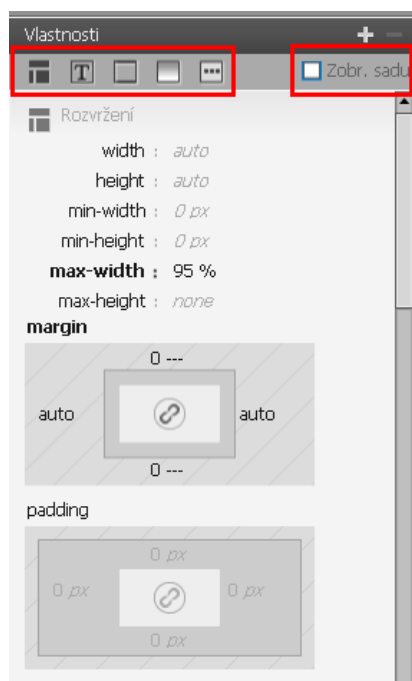 Vlastnosti
T
Zobr. sadu
Rozvržení
width : auto
height : auto
min-width : 0 px
min-height : 0 px
max-width : 95 %
max-height : none
margin
0 ---
auto auto
0 ---
padding
0 px
0 px 0 px
0 px